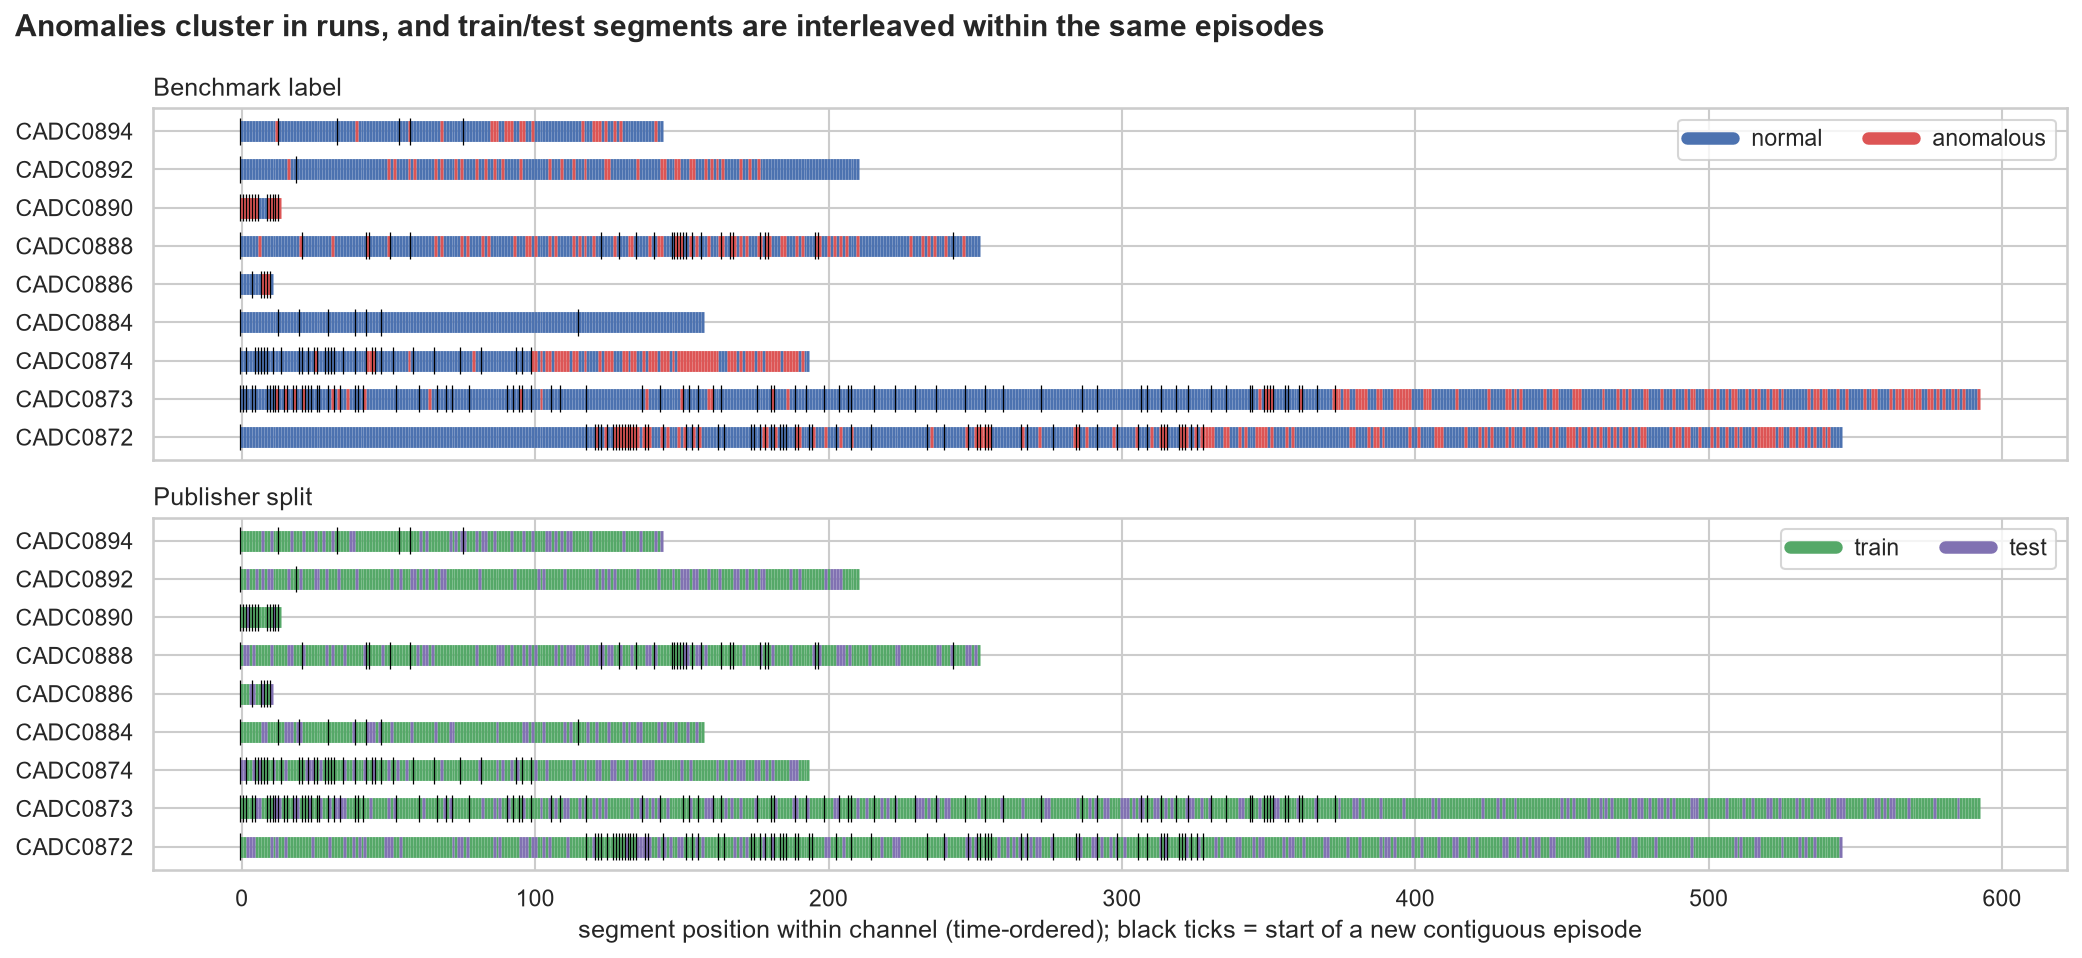 Anomalies cluster in runs, and train/test segments are interleaved within the same episodes
Benchmark label
normal anomalous
CADC0894
CADC0892
CADC0890
CADC0888
CADC0886
CADC0884
CADC0874
CADC0873
CADC0872
Publisher split
train test
CADC0894
CADC0892
CADC0890
CADC0888
CADC0886
CADC0884
CADC0874
CADC0873
CADC0872
0 100 200 300 400 500 600
segment position within channel (time-ordered); black ticks = start of a new contiguous episode